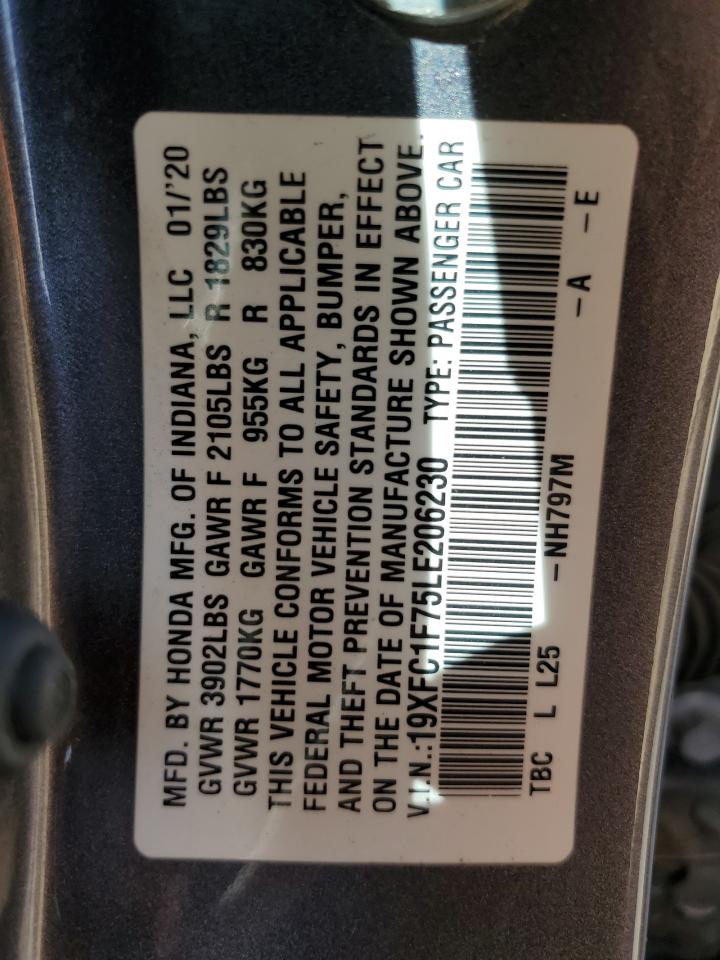 MFD. BY HONDA MFG. OF INDIANA, LLC 01/'20
GVWR 3902LBS GAWR F 2105LBS R 1829LBS
GVWR 1770KG GAWR F 955KG R 830KG
THIS VEHICLE CONFORMS TO ALL APPLICABLE
FEDERAL MOTOR VEHICLE SAFETY, BUMPER,
AND THEFT PREVENTION STANDARDS IN EFFECT
ON THE DATE OF MANUFACTURE SHOWN ABOVE.
V.I.N.:19XFC1F75LE206230 TYPE: PASSENGER CAR
TBC L L25 -NH797M -A -E